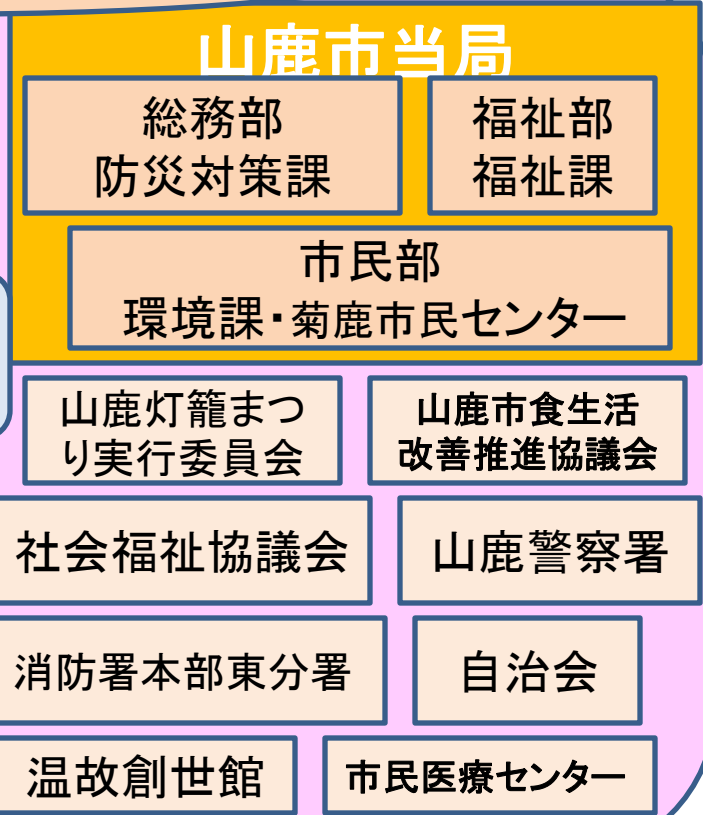 山鹿市当局
総務部
防災対策課
福祉部
福祉課
市民部
環境課・菊鹿市民センター
山鹿灯籠まつ
り実行委員会
山鹿市食生活
改善推進協議会
社会福祉協議会
山鹿警察署
消防署本部東分署
自治会
温故創世館
市民医療センター